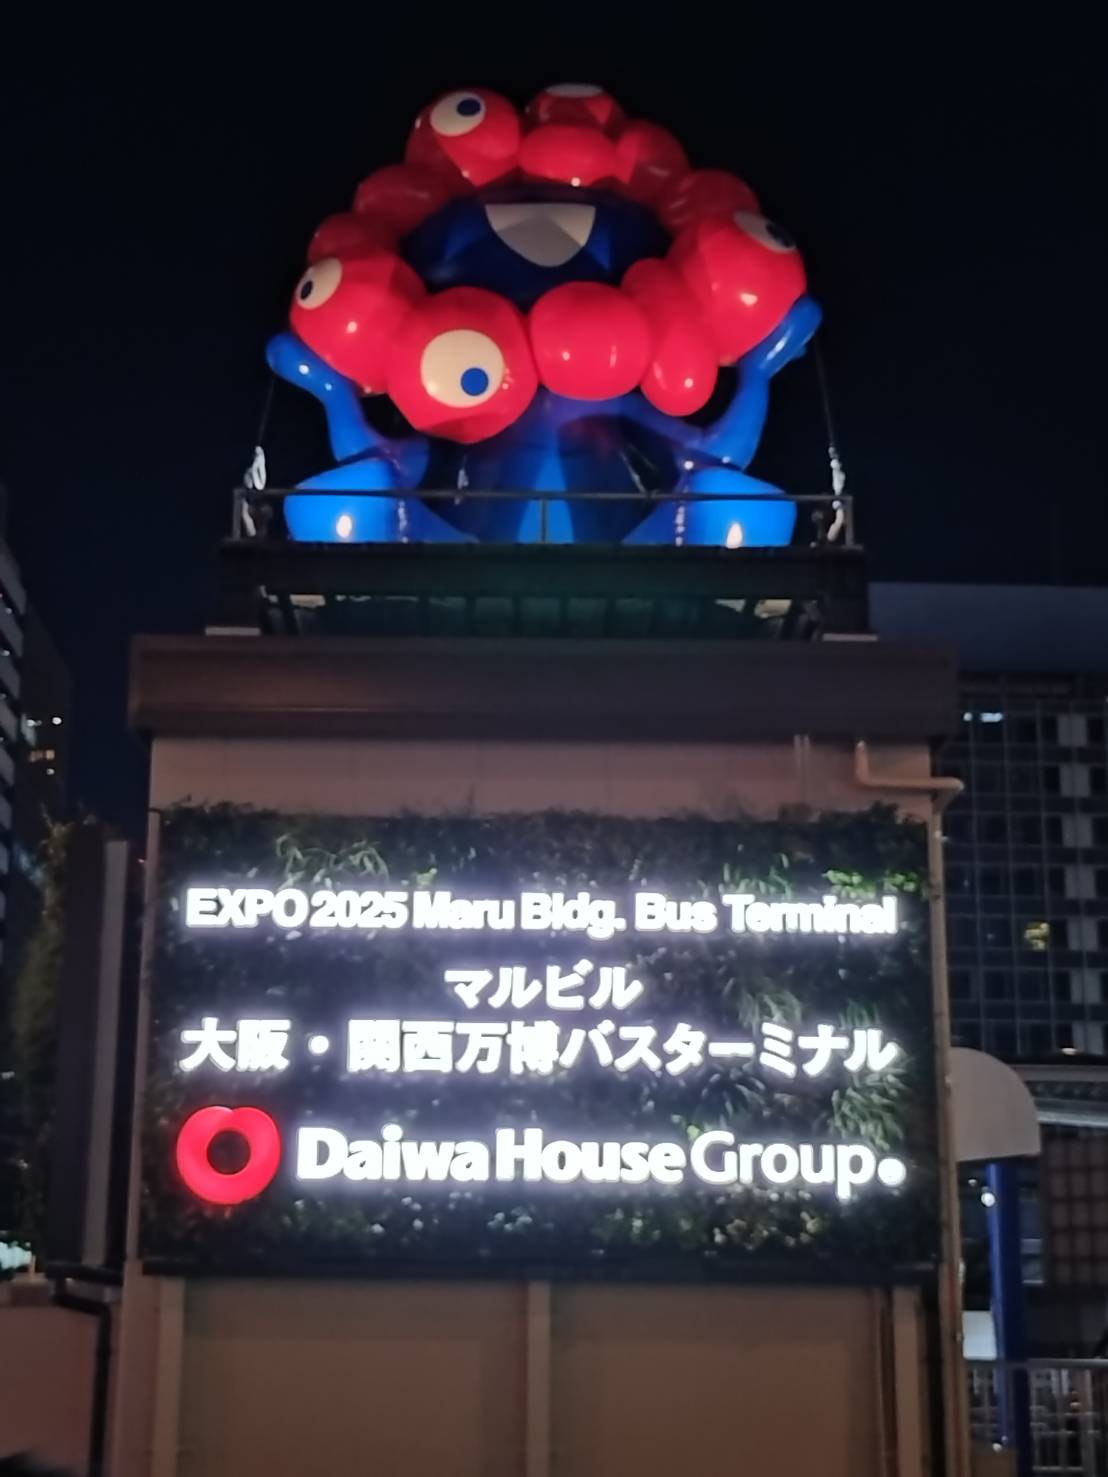 EXPO 2025 Maru Bldg. Bus Terminal
マルビル
大阪・関西万博バスターミナル
Daiwa House Group®